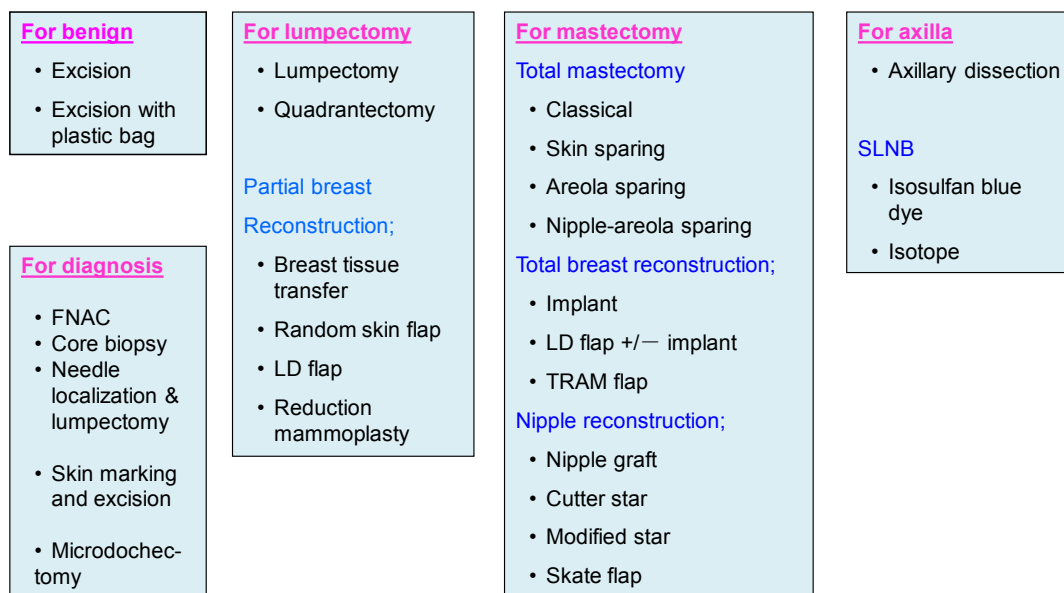 For benign
• Excision
• Excision with
plastic bag
For diagnosis
• FNAC
• Core biopsy
• Needle
localization &
lumpectomy
• Skin marking
and excision
• Microdochec-
tomy
For lumpectomy
• Lumpectomy
• Quadrantectomy
Partial breast
Reconstruction;
• Breast tissue
transfer
• Random skin flap
• LD flap
• Reduction
mammoplasty
For mastectomy
Total mastectomy
• Classical
• Skin sparing
• Areola sparing
• Nipple-areola sparing
Total breast reconstruction;
• Implant
• LD flap +/− implant
• TRAM flap
Nipple reconstruction;
• Nipple graft
• Cutter star
• Modified star
• Skate flap
For axilla
• Axillary dissection
SLNB
• Isosulfan blue
dye
• Isotope